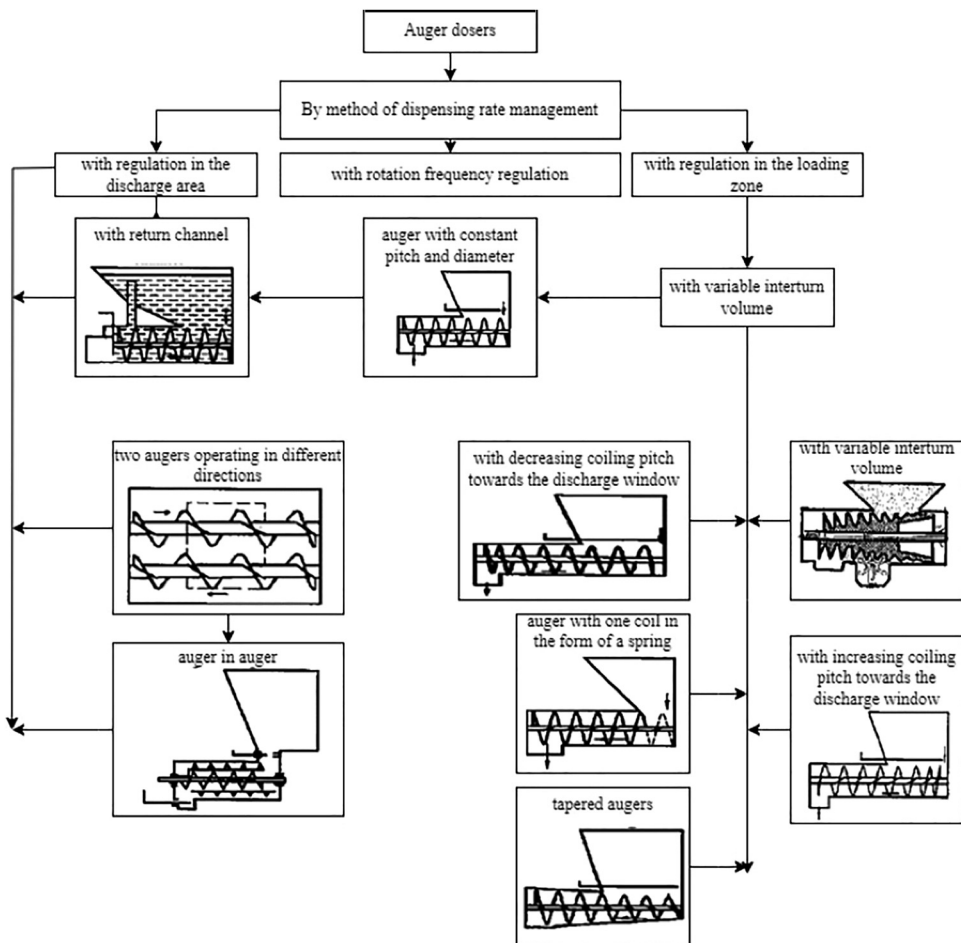 Auger dosers
By method of dispensing rate management
with regulation in the
discharge area
with rotation frequency regulation
with regulation in the loading
zone
with return channel
auger with constant
pitch and diameter
with variable interturn
volume
two augers operating in different
directions
with decreasing coiling pitch
towards the discharge window
with variable interturn
volume
auger in auger
auger with one coil in
the form of a spring
with increasing coiling
pitch towards the
discharge window
tapered augers